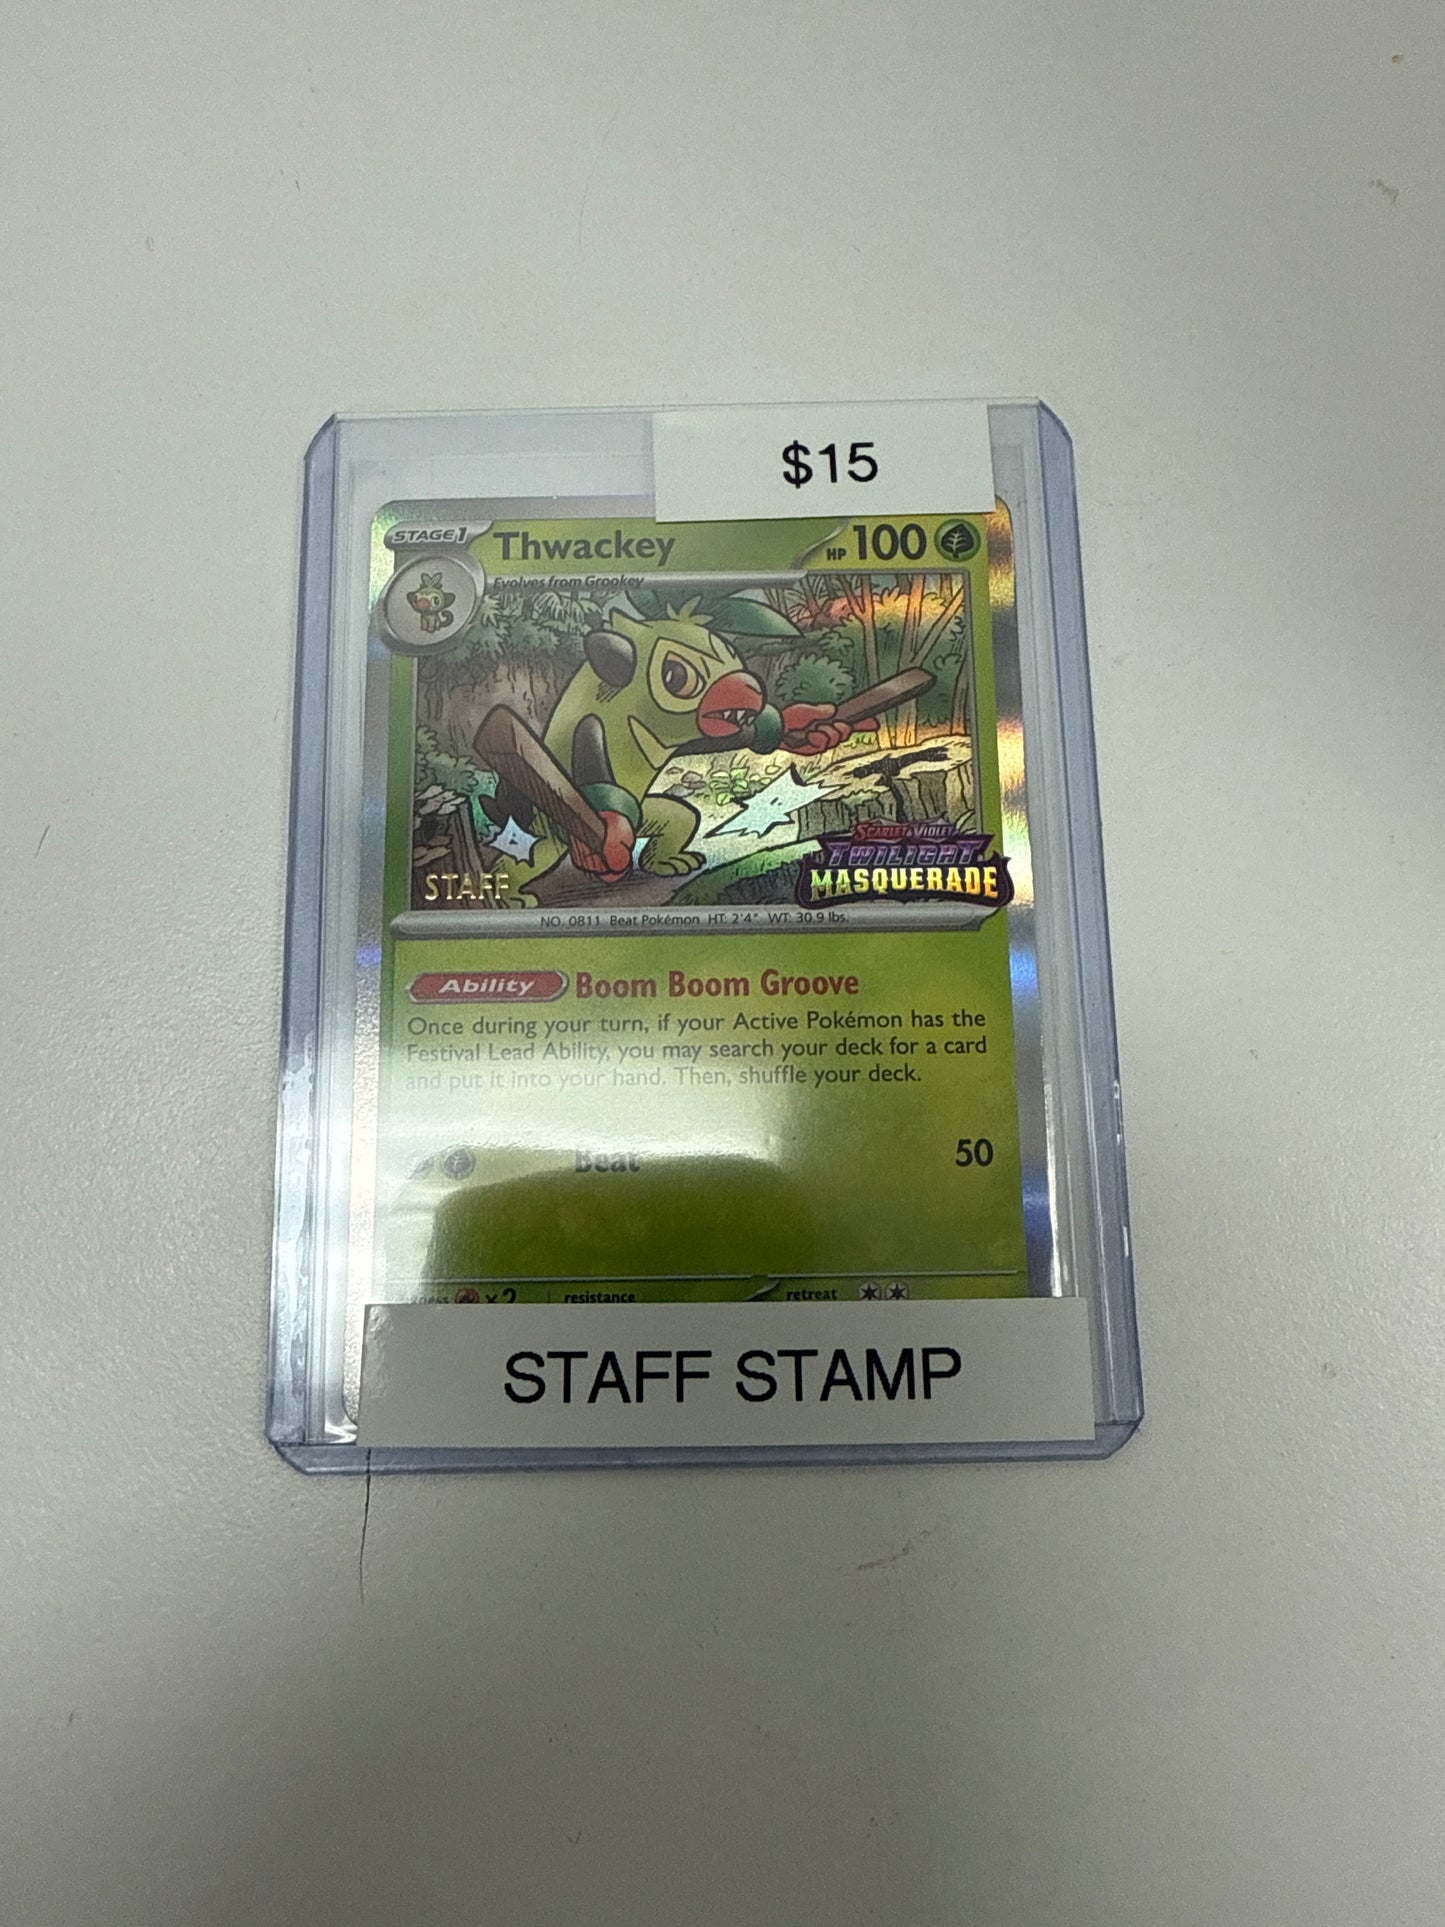 $15
STAGE 1 Thwackey HP 100
Evolves from Grookey
SCARLET & VIOLET
TWILIGHT
MASQUERADE
STAFF
NO. 0811 Beat Pokémon HT: 2'4" WT: 30.9 lbs.
Ability Boom Boom Groove
Once during your turn, if your Active Pokémon has the
Festival Lead Ability, you may search your deck for a card
and put it into your hand. Then, shuffle your deck.
Beat 50
×2 resistance retreat
STAFF STAMP